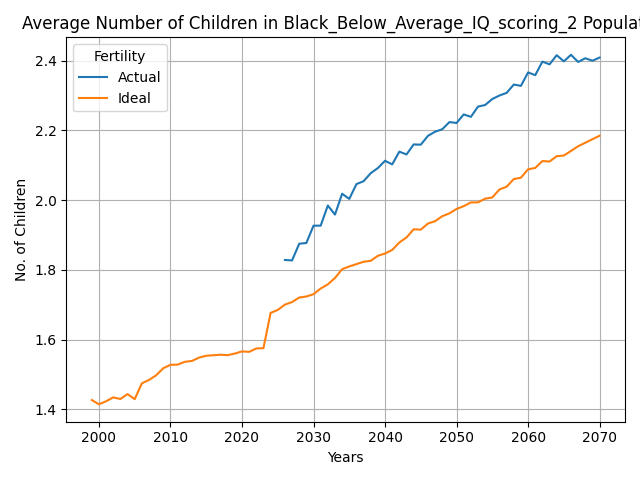 Average Number of Children in Black_Below_Average_IQ_scoring_2 Populat
Fertility
Actual
Ideal
2.4
2.2
2.0
1.8
1.6
1.4
No. of Children
2000 2010 2020 2030 2040 2050 2060 2070
Years